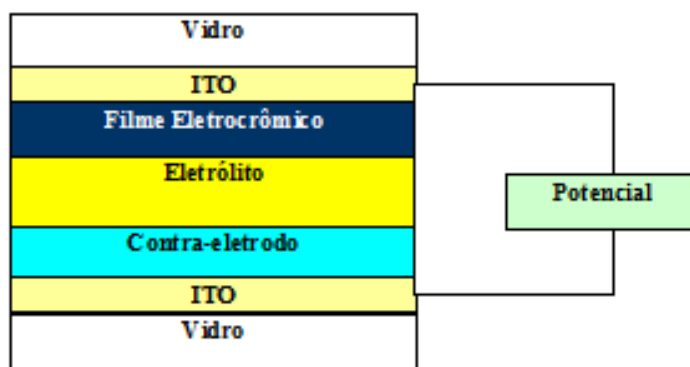 Vidro
ITO
Filme Eletrocrômico
Eletrólito
Potencial
Contra-eletrodo
ITO
Vidro